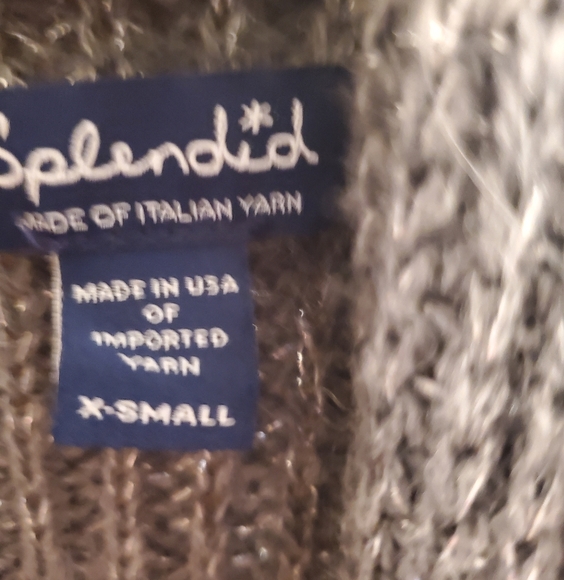 Splendid
MADE OF ITALIAN YARN
MADE IN USA
OF
IMPORTED
YARN
X-SMALL